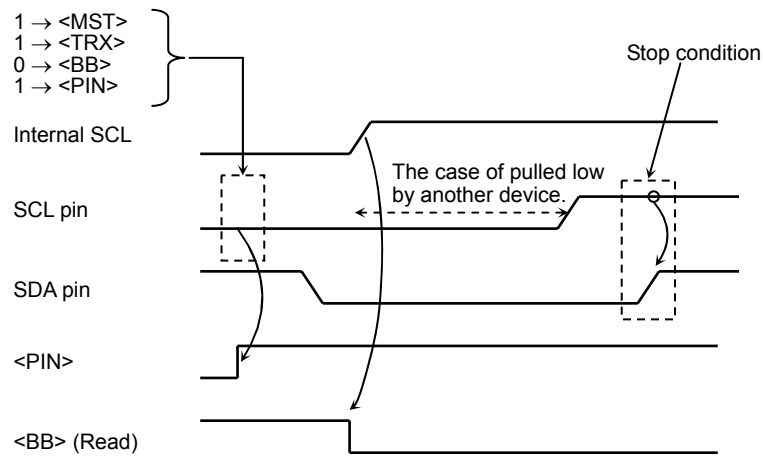 1 → <MST>
1 → <TRX>
0 → <BB>
1 → <PIN>
Stop condition
Internal SCL
The case of pulled low
by another device.
SCL pin
SDA pin
<PIN>
<BB> (Read)